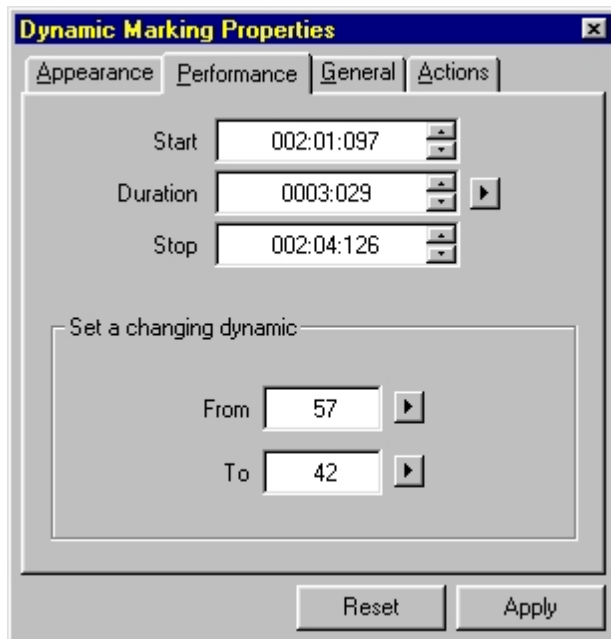 Dynamic Marking Properties
Appearance Performance General Actions
Start 002:01:097
Duration 0003:029
Stop 002:04:126
Set a changing dynamic
From 57
To 42
Reset Apply